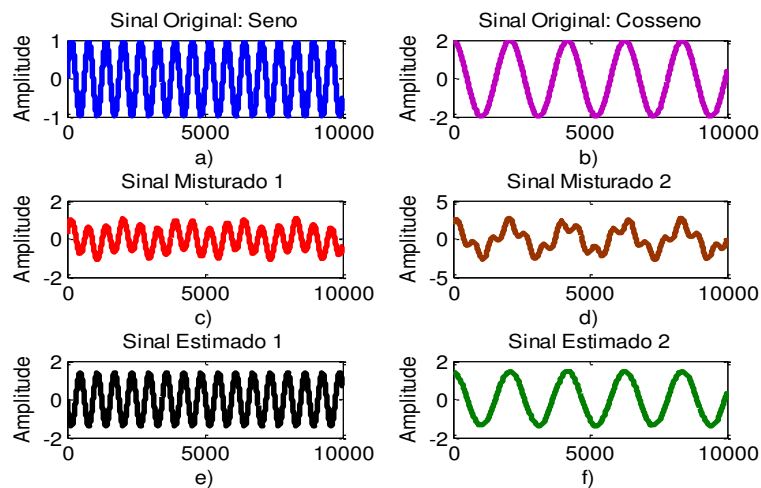 Sinal Original: Seno
Amplitude
1
0
-1
0
5000
10000
a)
Sinal Original: Cosseno
Amplitude
2
0
-2
0
5000
10000
b)
Sinal Misturado 1
2
0
-2
0
5000
10000
c)
Sinal Misturado 2
5
0
-5
0
5000
10000
d)
Sinal Estimado 1
Amplitude
2
0
-2
0
5000
10000
e)
Sinal Estimado 2
Amplitude
2
0
-2
0
5000
10000
f)